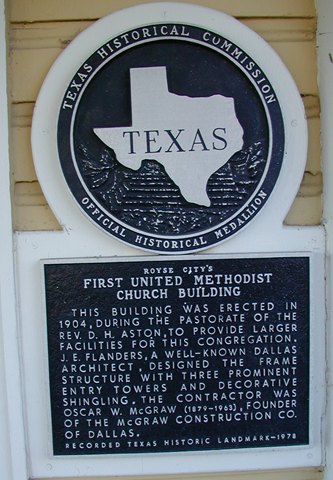 TEXAS HISTORICAL COMMISSION
TEXAS
OFFICIAL HISTORICAL MEDALLION
ROYSE CITY'S
FIRST UNITED METHODIST
CHURCH BUILDING
THIS BUILDING WAS ERECTED IN
1904, DURING THE PASTORATE OF THE
REV. D. H. ASTON, TO PROVIDE LARGER
FACILITIES FOR THIS CONGREGATION.
J. E. FLANDERS, A WELL-KNOWN DALLAS
ARCHITECT, DESIGNED THE FRAME
STRUCTURE WITH THREE PROMINENT
ENTRY TOWERS AND DECORATIVE
SHINGLING. THE CONTRACTOR WAS
OSCAR W. McGRAW (1879-1963), FOUNDER
OF THE McGRAW CONSTRUCTION CO.
OF DALLAS.
RECORDED TEXAS HISTORIC LANDMARK-1978